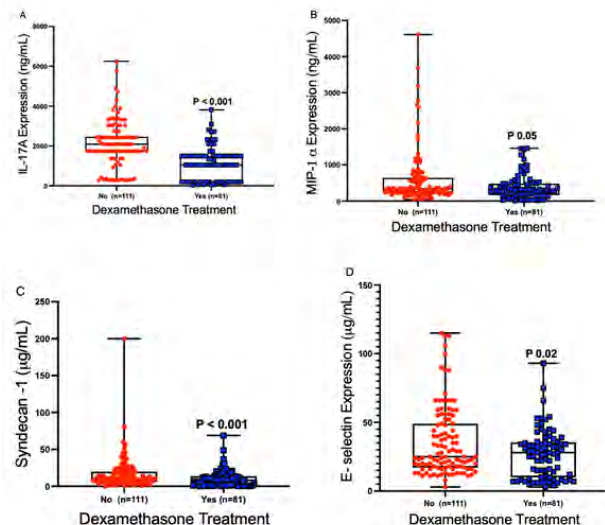 A
IL-17A Expression (ng/mL)
8000
6000
4000
2000
0
P < 0.001
No (n=111)
Yes (n=81)
Dexamethasone Treatment
B
MIP-1 α Expression (ng/mL)
5000
4000
3000
2000
1000
0
P 0.05
No (n=111)
Yes (n=81)
Dexamethasone Treatment
C
Syndecan -1 (μg/mL)
250
200
150
100
50
0
P < 0.001
No (n=111)
Yes (n=81)
Dexamethasone Treatment
D
E- selectin Expression (μg/mL)
150
100
50
0
P 0.02
No (n=111)
Yes (n=81)
Dexamethasone Treatment